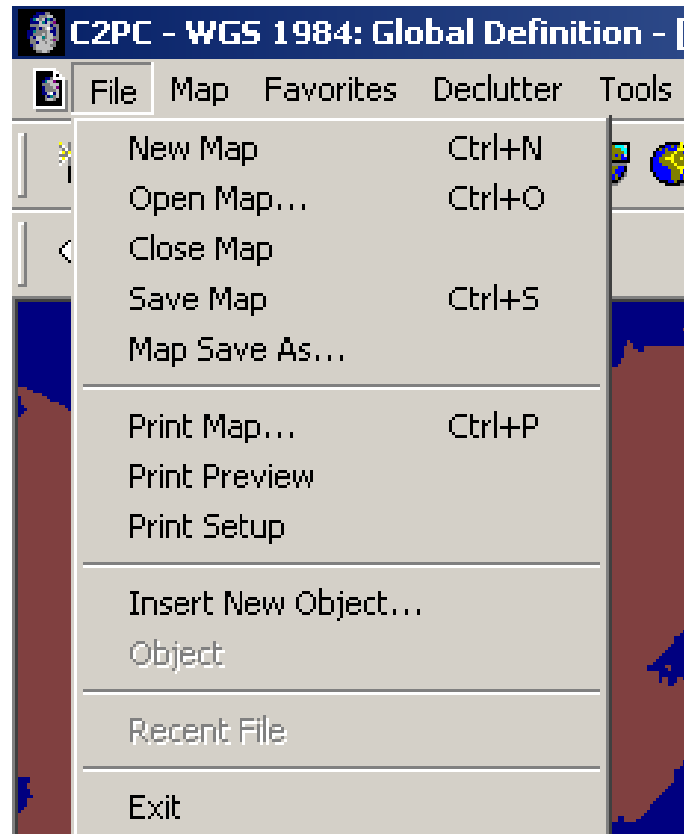 C2PC - WGS 1984: Global Definition - [
File Map Favorites Declutter Tools
New Map Ctrl+N
Open Map... Ctrl+O
Close Map
Save Map Ctrl+S
Map Save As...
Print Map... Ctrl+P
Print Preview
Print Setup
Insert New Object...
Object
Recent File
Exit